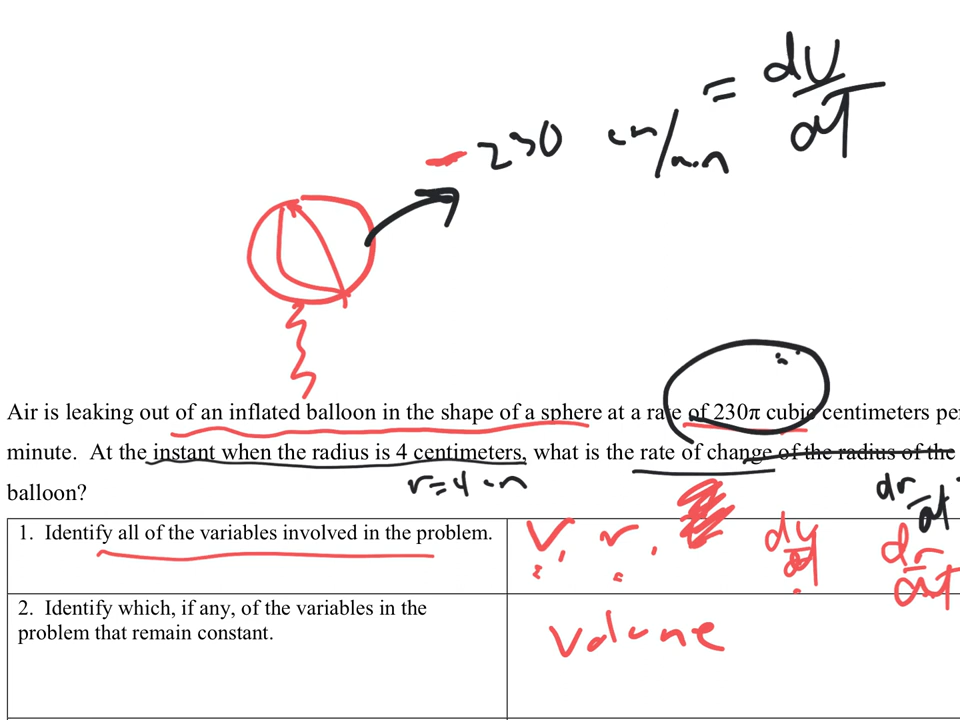 = dV/dT
- 230 cm/min
Air is leaking out of an inflated balloon in the shape of a sphere at a rate of 230π cubic centimeters pe
minute. At the instant when the radius is 4 centimeters, what is the rate of change of the radius of the
balloon?
r = 4 cm
dr/dt
1. Identify all of the variables involved in the problem.
V, r, dV/dt dr/dT
2. Identify which, if any, of the variables in the
problem that remain constant.
Volume